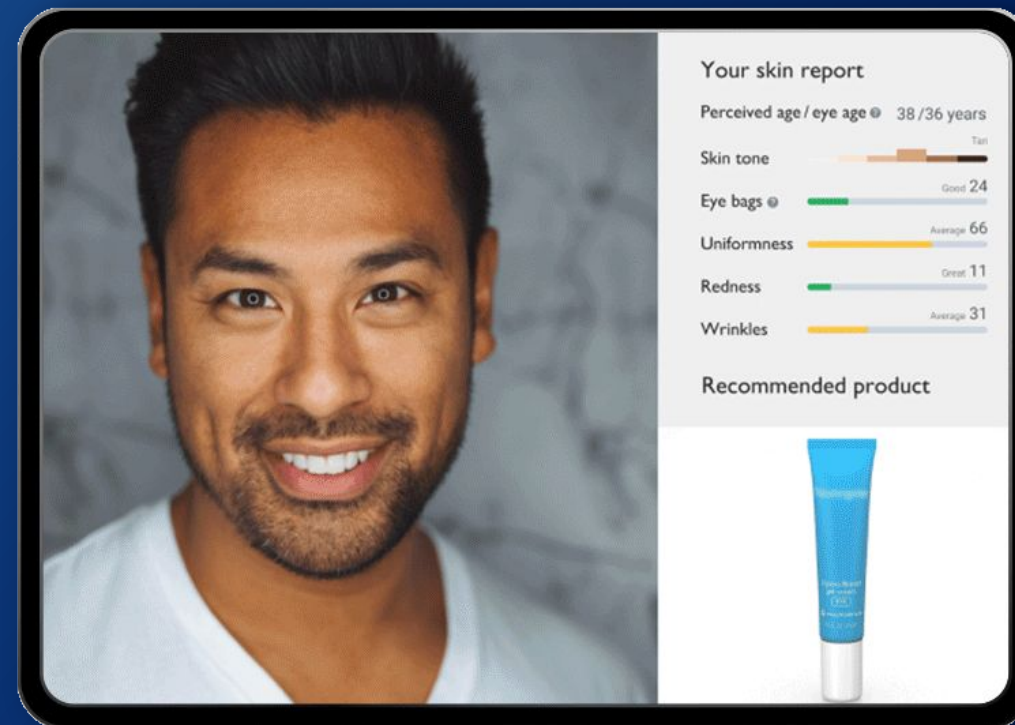 Your skin report
Perceived age / eye age 38 /36 years
Tan
Skin tone
Good 24
Eye bags
Average 66
Uniformness
Great 11
Redness
Average 31
Wrinkles
Recommended product
Neutrogena